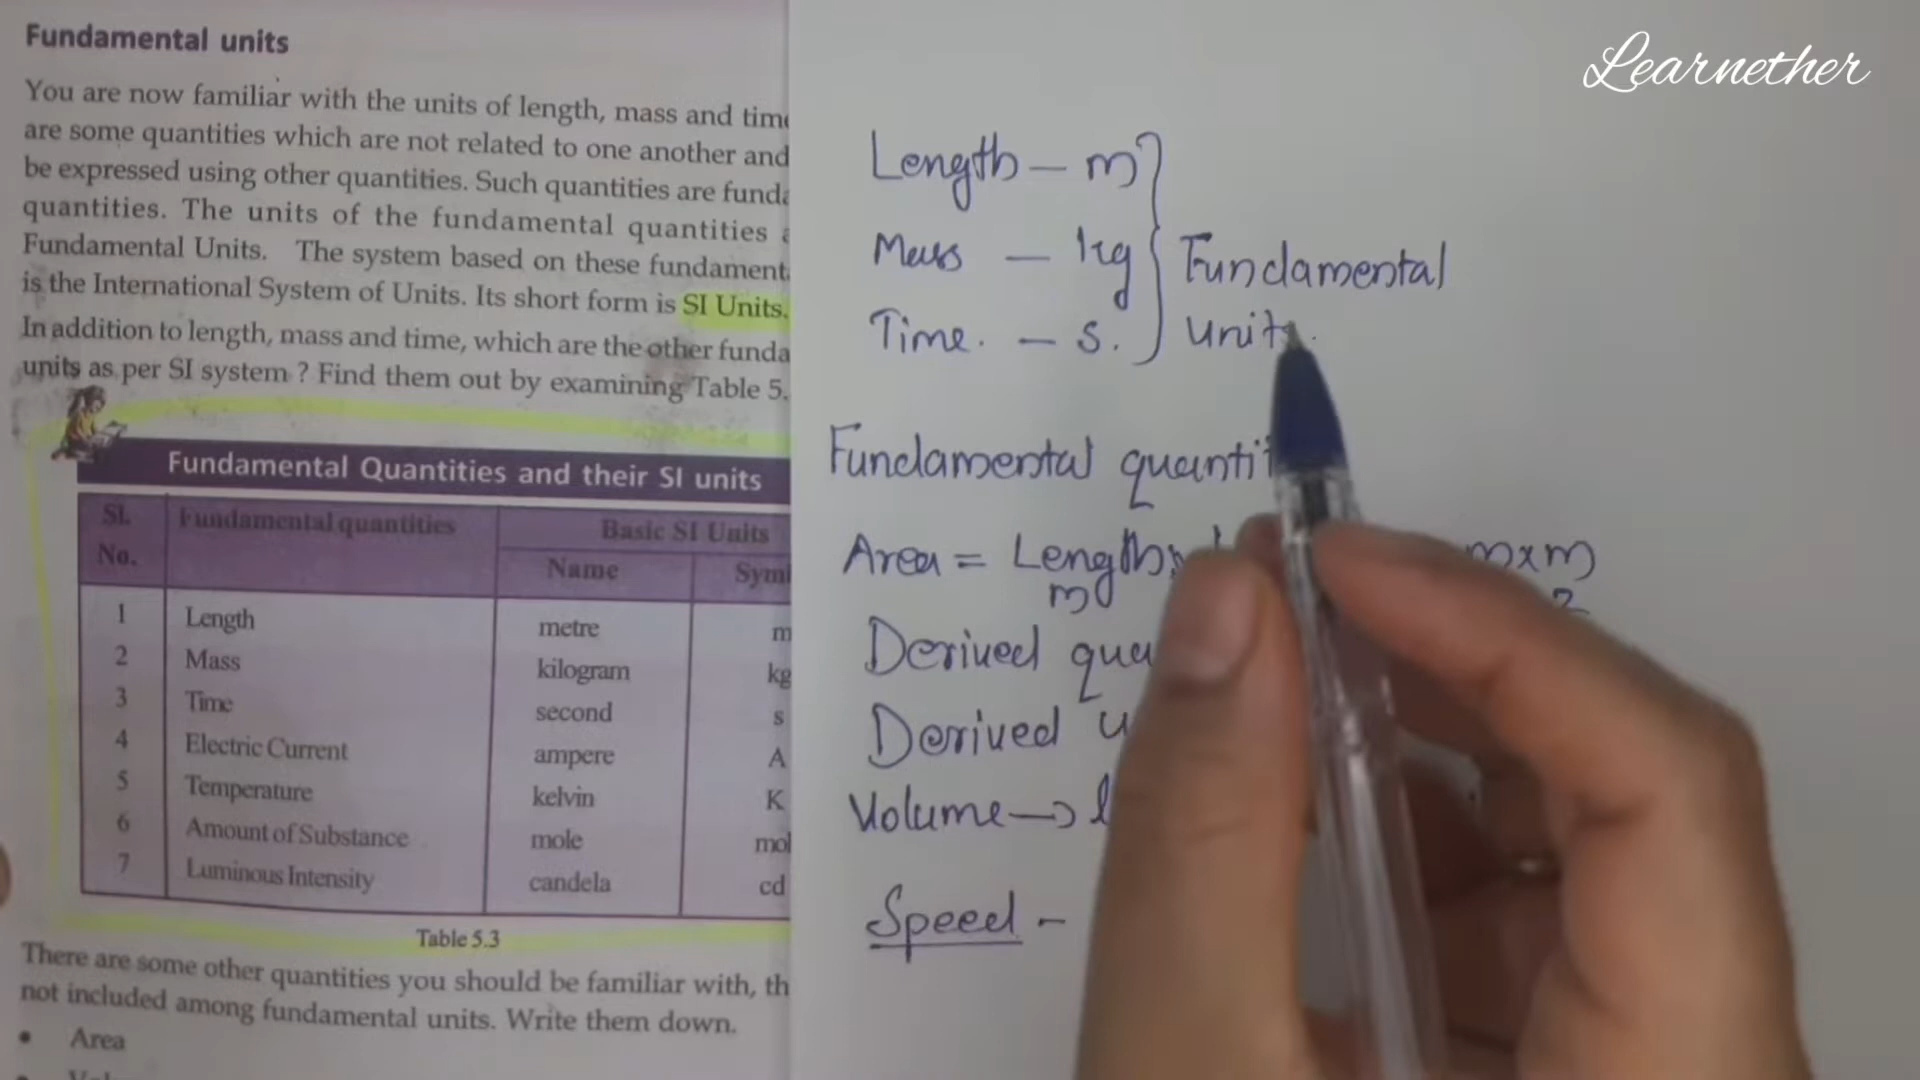 Fundamental units
You are now familiar with the units of length, mass and
are some quantities which are not related to one another and
be expressed using other quantities. Such quantities are
quantities. The units of the fundamental quantities
Fundamental Units. The system based on these
is the International System of Units. Its short form is SI Units.
In addition to length, mass and time, which are the other
units as per SI system ? Find them out by examining Table 5.
Fundamental Quantities and their SI units
Sl. No. Fundamental quantities Basic SI Units
Name
1 Length metre m
2 Mass kilogram kg
3 Time second s
4 Electric Current ampere A
5 Temperature kelvin K
6 Amount of Substance mole mol
7 Luminous Intensity candela cd
Table 5.3
There are some other quantities you should be familiar with,
not included among fundamental units. Write them down.
• Area
Learnether
Length – m
Mass – kg
Time. – s.
Fundamental
units
Fundamental
Area = Length
m
m x m
2
Derived
Derived
Volume → l
Speed –